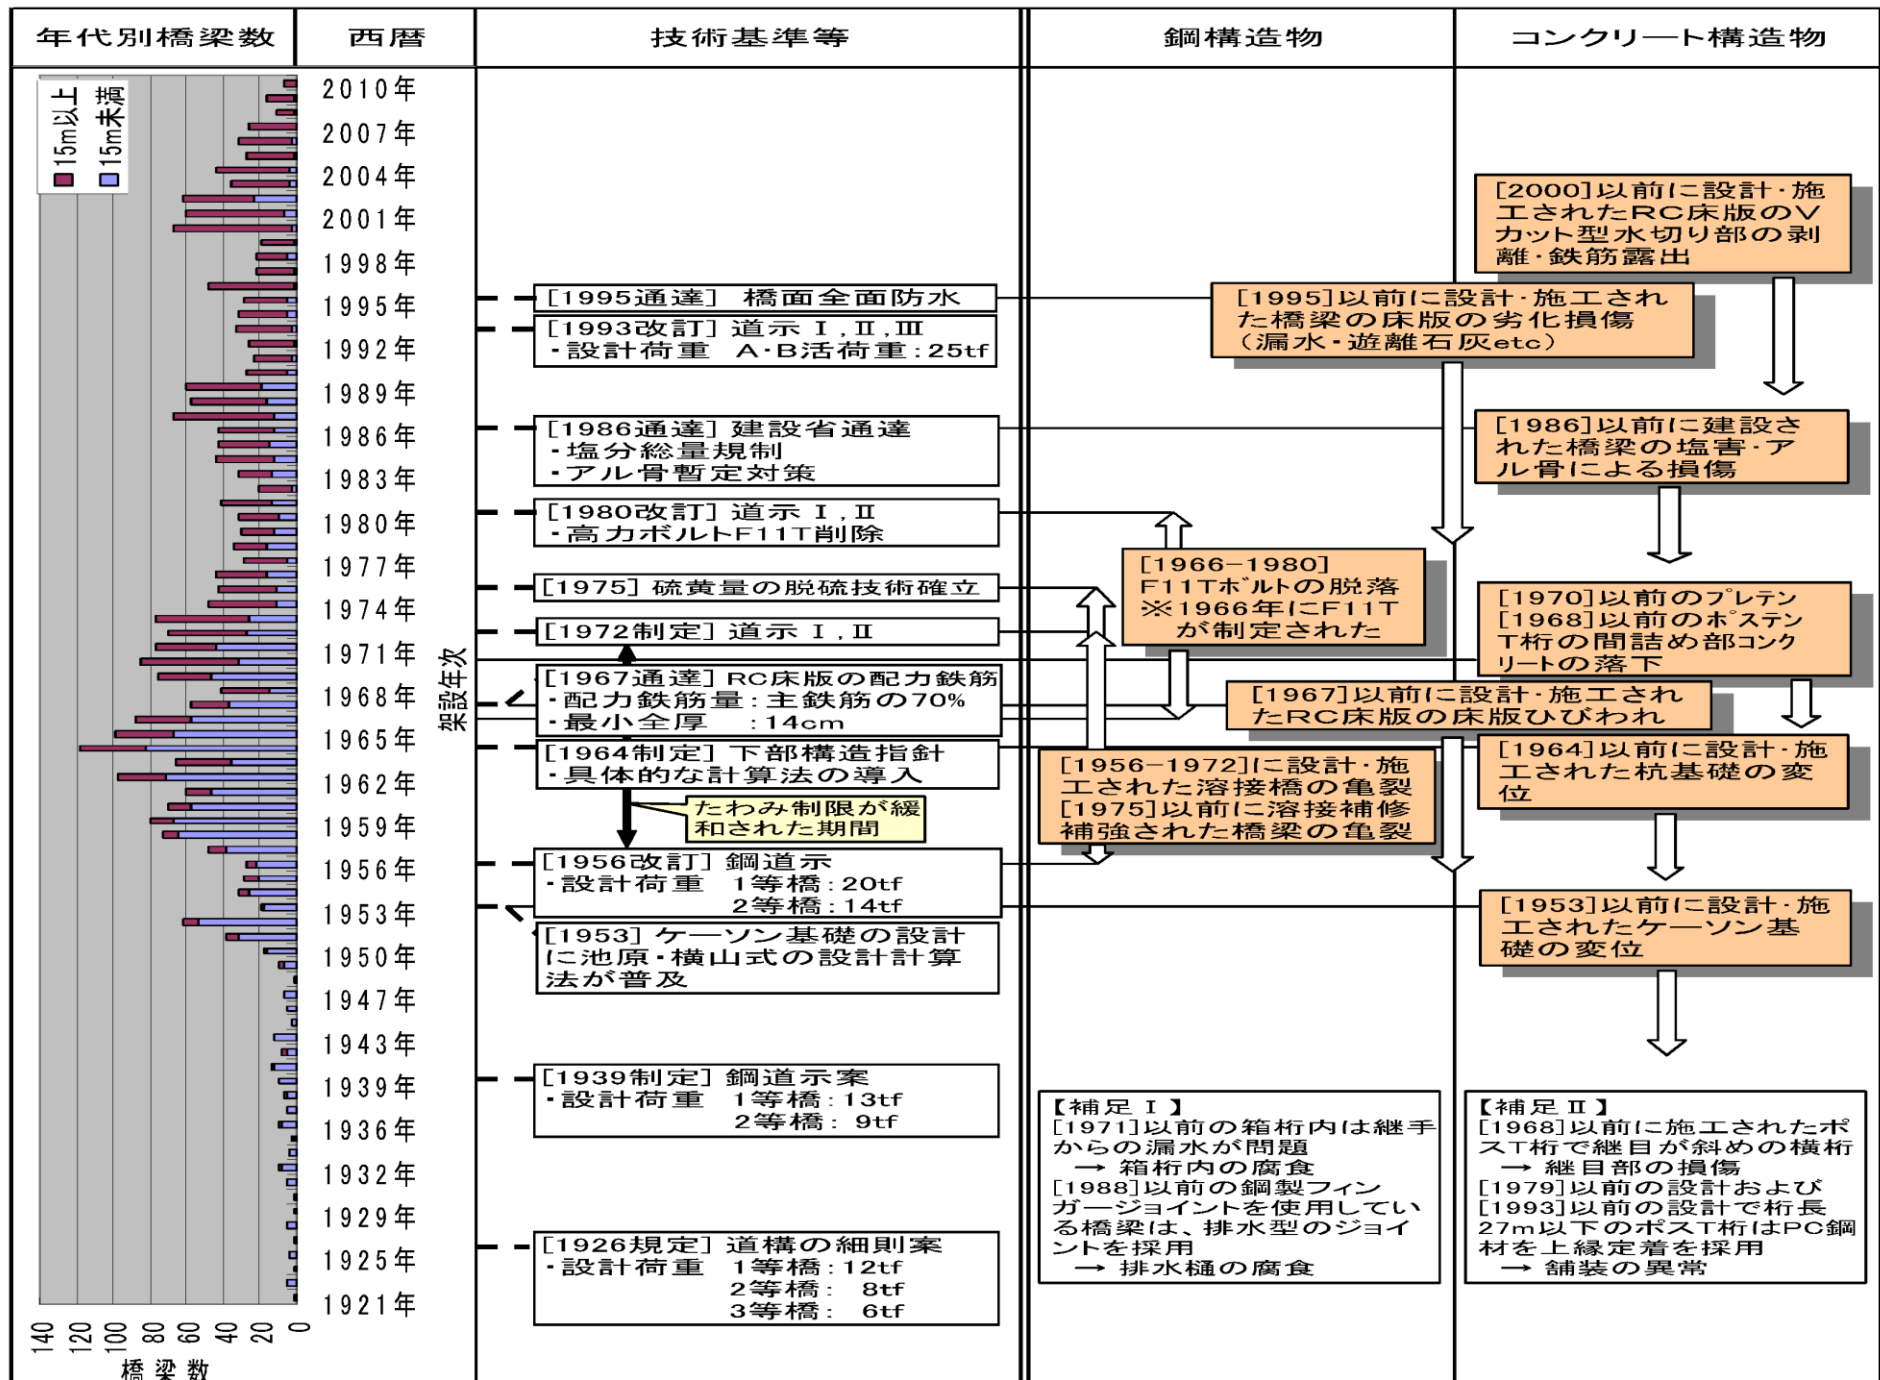 年代別橋梁数
西暦
技術基準等
鋼構造物
コンクリート構造物
15m以上
15m未満
2010年
2007年
2004年
2001年
1998年
1995年
1992年
1989年
1986年
1983年
1980年
1977年
1974年
1971年
1968年
1965年
1962年
1959年
1956年
1953年
1950年
1947年
1943年
1939年
1936年
1932年
1929年
1925年
1921年
架設年次
140
120
100
80
60
40
20
0
橋梁数
[1995通達] 橋面全面防水
[1993改訂] 道示Ⅰ,Ⅱ,Ⅲ
・設計荷重 A・B活荷重:25tf
[1986通達] 建設省通達
・塩分総量規制
・アル骨暫定対策
[1980改訂] 道示Ⅰ,Ⅱ
・高力ボルトF11T削除
[1975] 硫黄量の脱硫技術確立
[1972制定] 道示Ⅰ,Ⅱ
[1967通達] RC床版の配力鉄筋
・配力鉄筋量:主鉄筋の70%
・最小全厚 :14cm
[1964制定] 下部構造指針
・具体的な計算法の導入
たわみ制限が緩
和された期間
[1956改訂] 鋼道示
・設計荷重 1等橋:20tf
2等橋:14tf
[1953] ケーソン基礎の設計
に池原・横山式の設計計算
法が普及
[1939制定] 鋼道示案
・設計荷重 1等橋:13tf
2等橋: 9tf
[1926規定] 道構の細則案
・設計荷重 1等橋:12tf
2等橋: 8tf
3等橋: 6tf
[1995]以前に設計・施工され
た橋梁の床版の劣化損傷
(漏水・遊離石灰etc)
[1966-1980]
F11Tボルトの脱落
※1966年にF11T
が制定された
[1967]以前に設計・施工され
たRC床版の床版ひびわれ
[1956-1972]に設計・施
工された溶接橋の亀裂
[1975]以前に溶接補修
補強された橋梁の亀裂
【補足Ⅰ】
[1971]以前の箱桁内は継手
からの漏水が問題
→ 箱桁内の腐食
[1988]以前の鋼製フィン
ガージョイントを使用してい
る橋梁は、排水型のジョイ
ントを採用
→ 排水樋の腐食
[2000]以前に設計・施
工されたRC床版のV
カット型水切り部の剥
離・鉄筋露出
[1986]以前に建設さ
れた橋梁の塩害・ア
ル骨による損傷
[1970]以前のプレテン
[1968]以前のポステン
T桁の間詰め部コンク
リートの落下
[1964]以前に設計・施
工された杭基礎の変
位
[1953]以前に設計・施
工されたケーソン基
礎の変位
【補足Ⅱ】
[1968]以前に施工されたポ
スT桁で継目が斜めの横桁
→ 継目部の損傷
[1979]以前の設計および
[1993]以前の設計で桁長
27m以下のポスT桁はPC鋼
材を上縁定着を採用
→ 舗装の異常